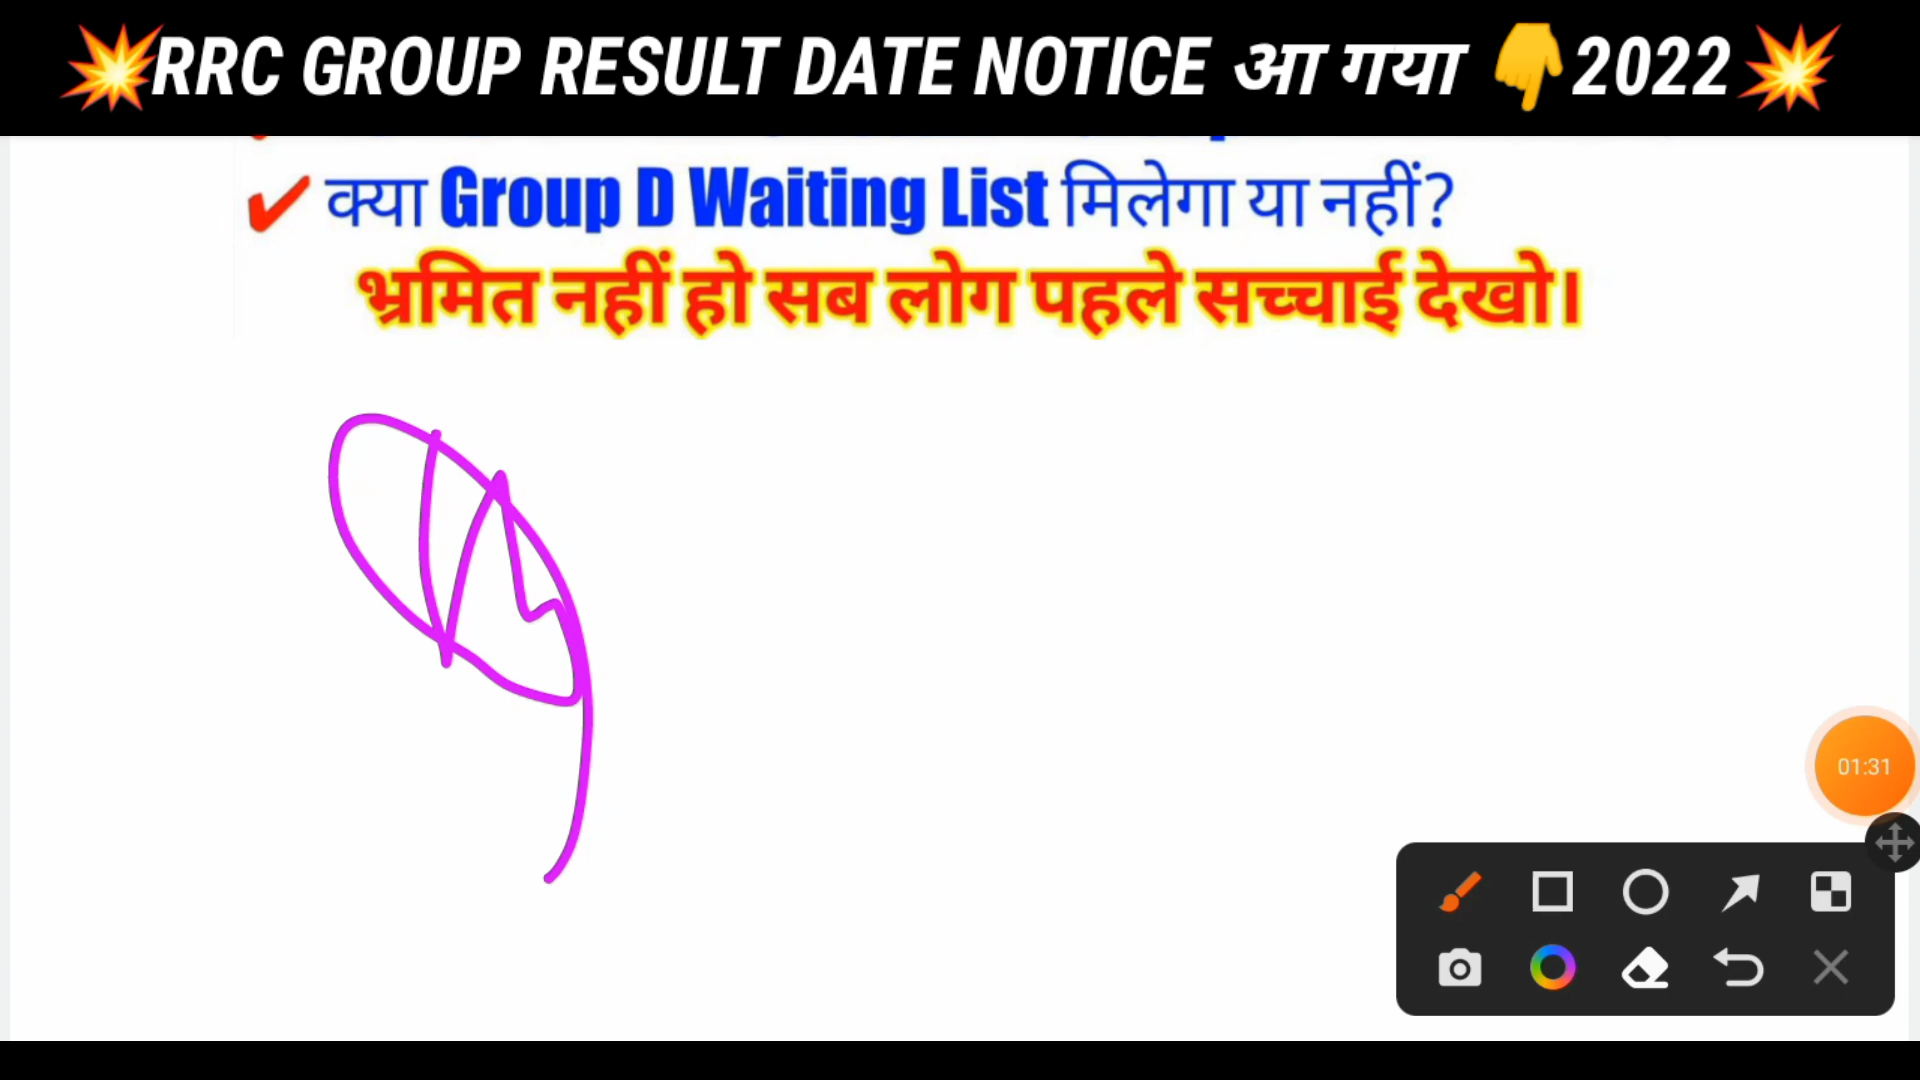 💥RRC GROUP RESULT DATE NOTICE आ गया 👇2022💥
✔ क्या Group D Waiting List मिलेगा या नहीं?
भ्रमित नहीं हो सब लोग पहले सच्चाई देखो।
01:31